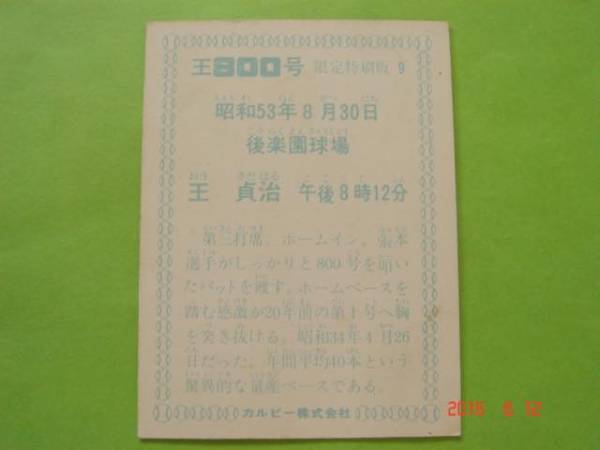 王800号 限定特刷版 9
昭和53年8月30日
後楽園球場
王 貞治 午後8時12分
第三打席。ホームイン。張本
選手がしっかりと800号を叩い
たバットを渡す。ホームベースを
踏む感激が20年前の第1号へ胸
を突き抜ける。昭和34年4月26
日だった。年間平均40本という
驚異的な量産ペースである。
カルビー株式会社